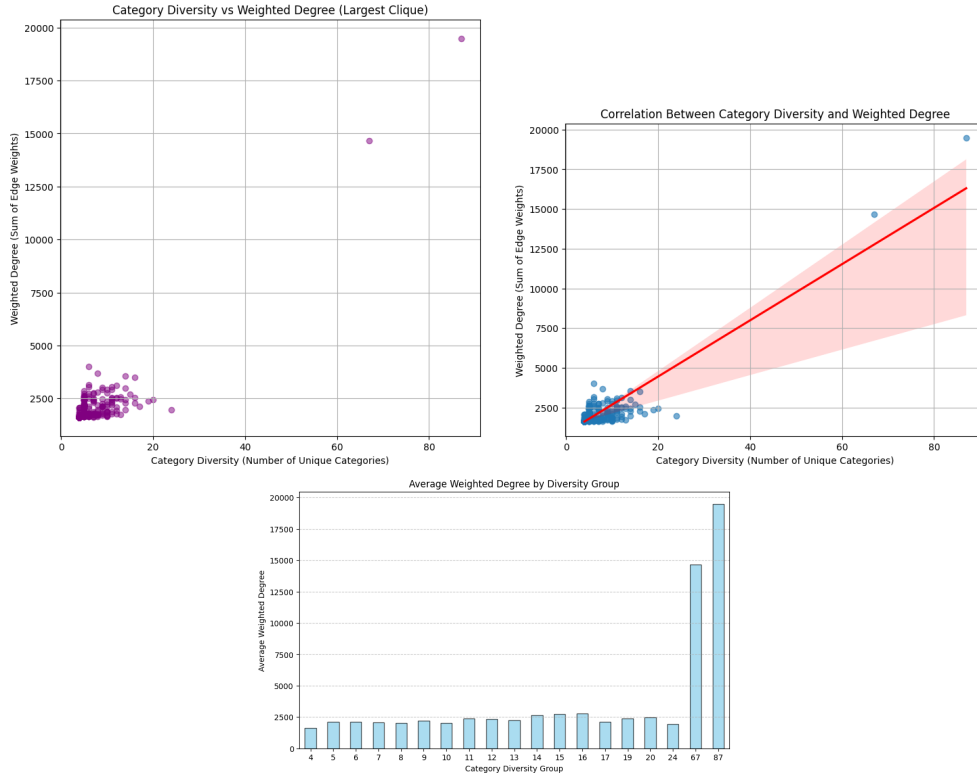 Category Diversity vs Weighted Degree (Largest Clique)
20000
17500
15000
12500
10000
7500
5000
2500
Weighted Degree (Sum of Edge Weights)
0 20 40 60 80
Category Diversity (Number of Unique Categories)
Correlation Between Category Diversity and Weighted Degree
20000
17500
15000
12500
10000
7500
5000
2500
0
Weighted Degree (Sum of Edge Weights)
0 20 40 60 80
Category Diversity (Number of Unique Categories)
Average Weighted Degree by Diversity Group
20000
17500
15000
12500
10000
7500
5000
2500
0
Average Weighted Degree
4 5 6 7 8 9 10 11 12 13 14 15 16 17 19 20 24 67 87
Category Diversity Group